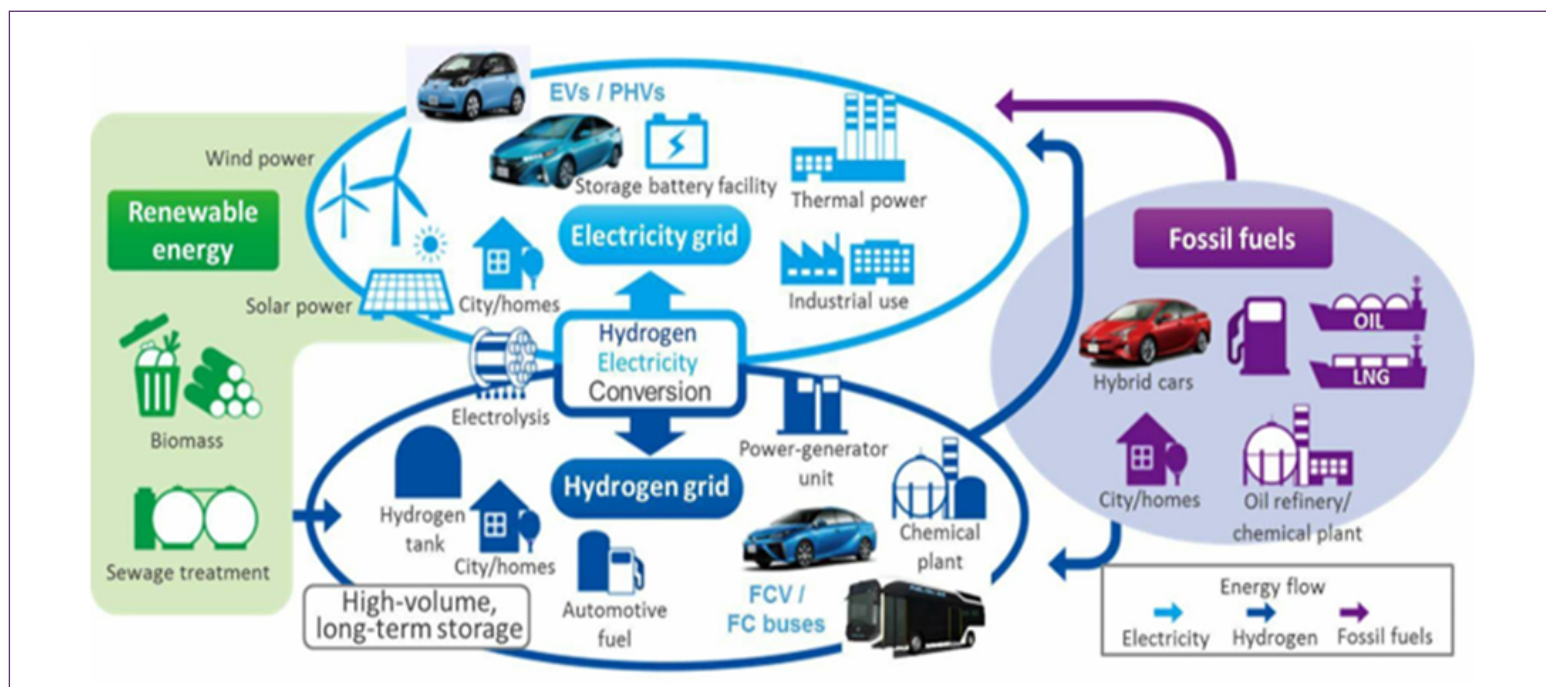 EVs / PHVs
Wind power
Storage battery facility
Thermal power
Renewable
energy
Electricity grid
Fossil fuels
Solar power
City/homes
Industrial use
Hydrogen
Electricity
Conversion
OIL
LNG
Hybrid cars
Electrolysis
Biomass
Power-generator
unit
Hydrogen grid
City/homes
Oil refinery/
chemical plant
Hydrogen
tank
City/homes
Chemical
plant
Sewage treatment
High-volume,
long-term storage
Automotive
fuel
FCV /
FC buses
Energy flow
Electricity
Hydrogen
Fossil fuels